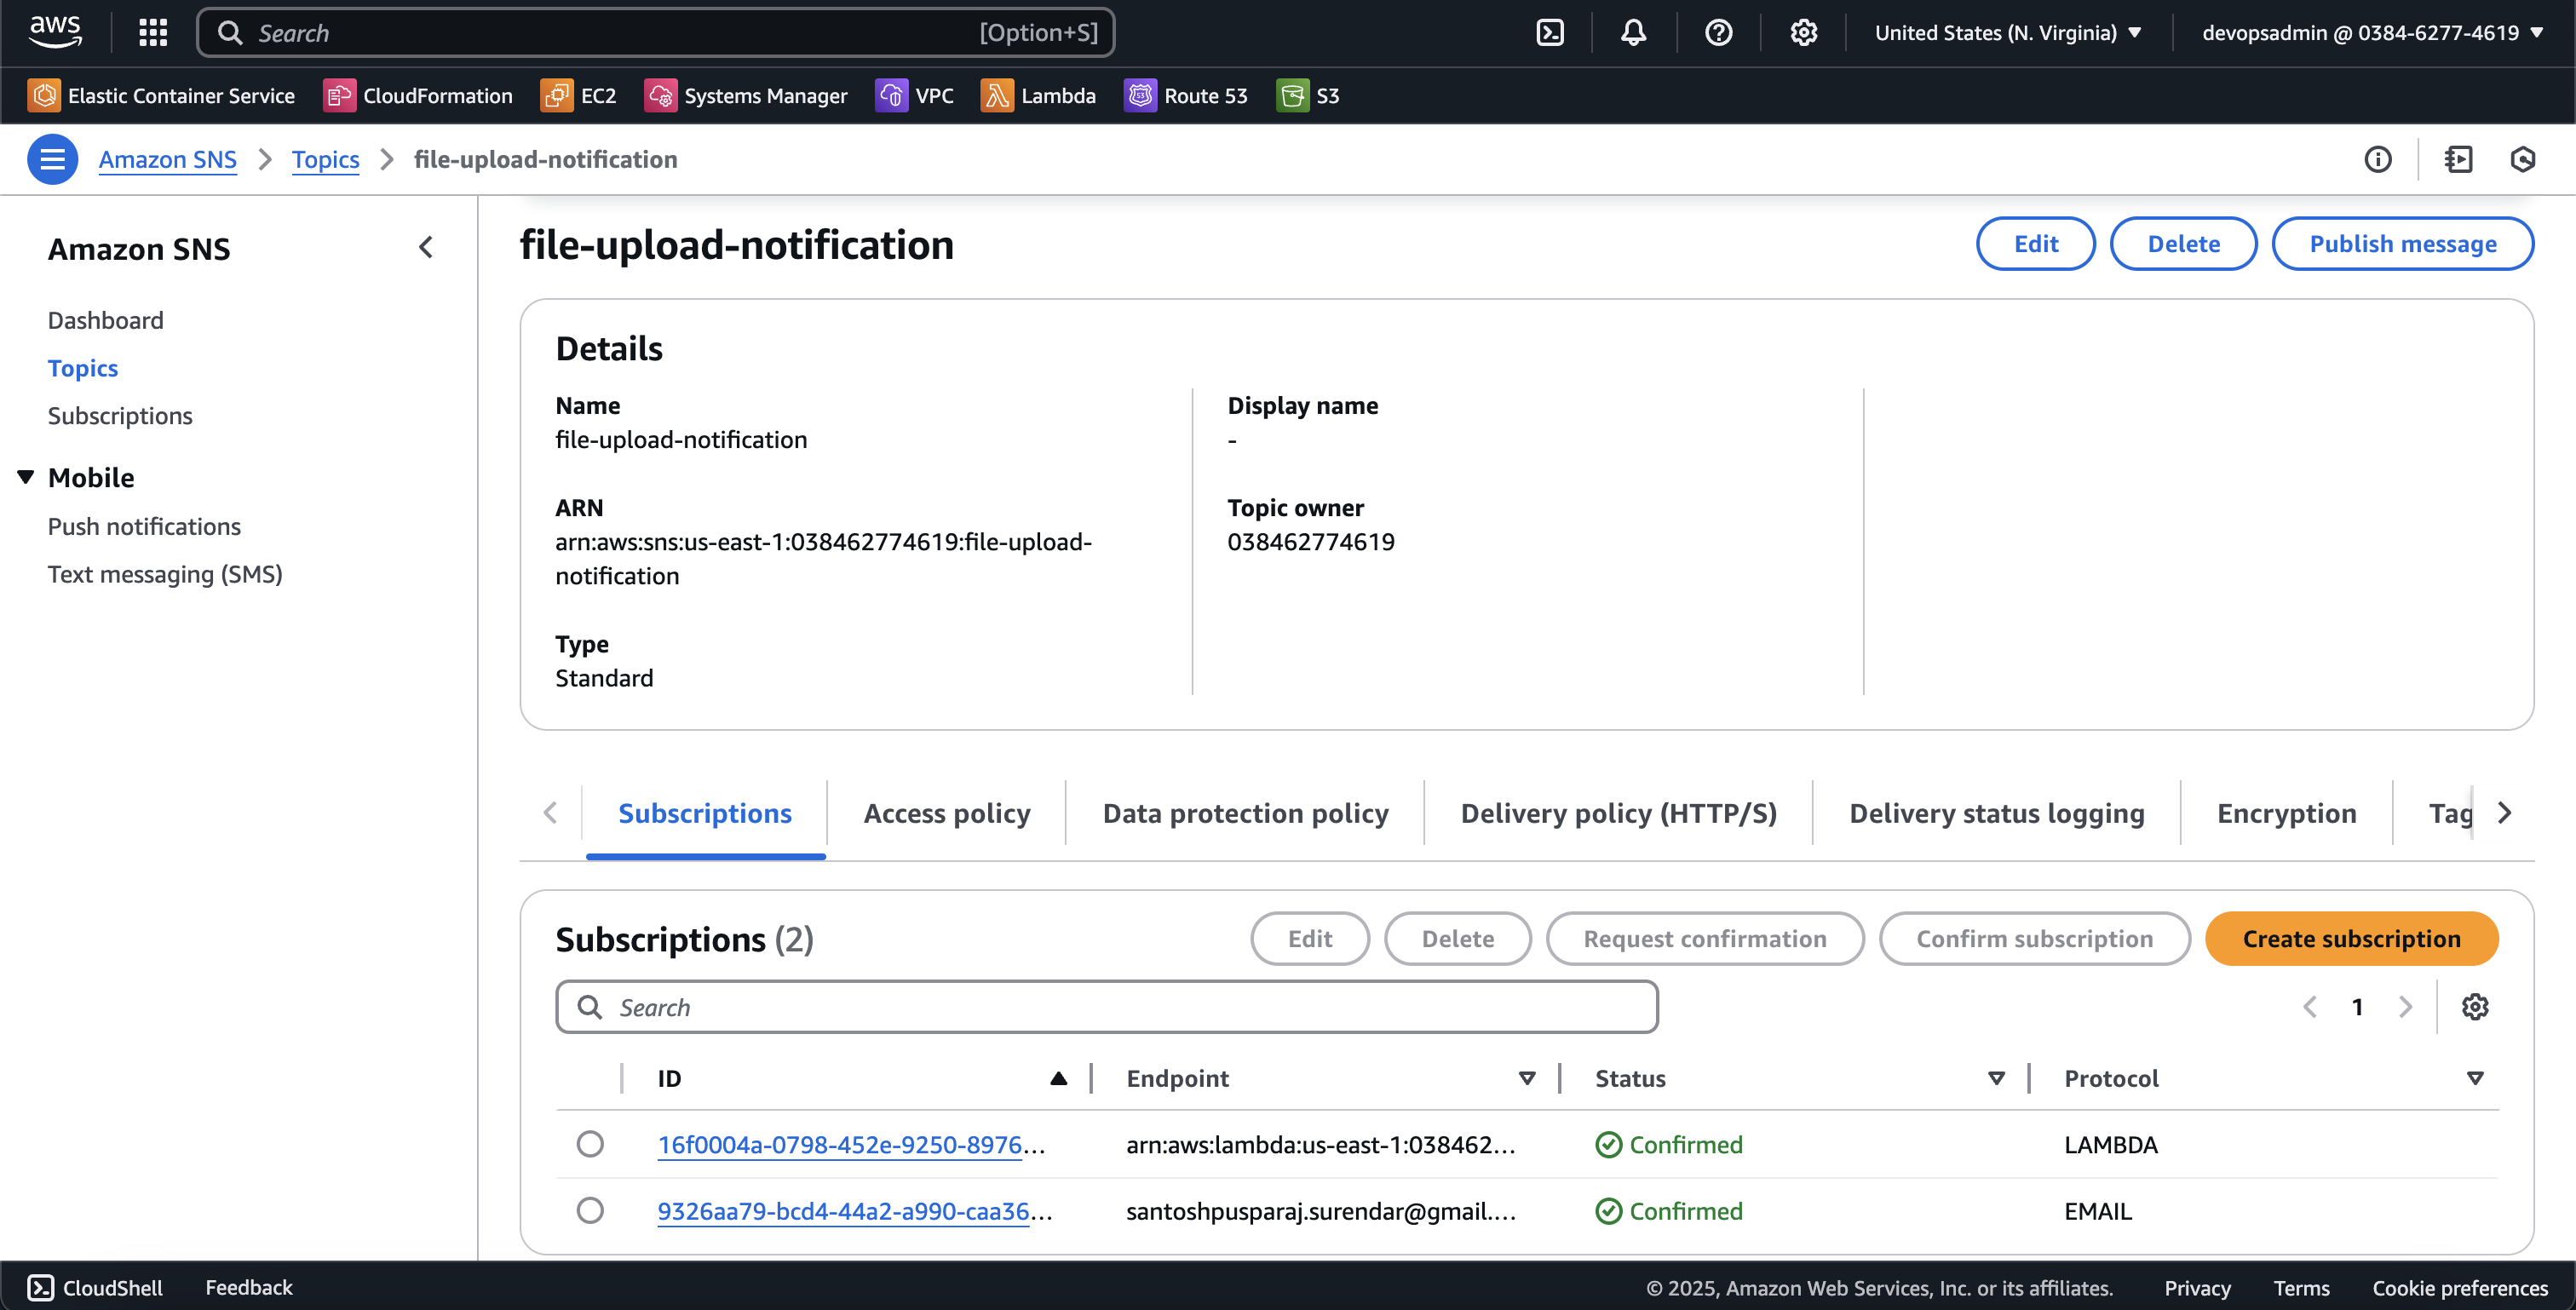 aws
Search
[Option+S]
United States (N. Virginia)
devopsadmin @ 0384-6277-4619
Elastic Container Service
CloudFormation
EC2
Systems Manager
VPC
Lambda
Route 53
S3
Amazon SNS
Topics
file-upload-notification
Amazon SNS
Dashboard
Topics
Subscriptions
Mobile
Push notifications
Text messaging (SMS)
file-upload-notification
Edit
Delete
Publish message
Details
Name
file-upload-notification
ARN
arn:aws:sns:us-east-1:038462774619:file-upload-
notification
Type
Standard
Display name
-
Topic owner
038462774619
Subscriptions
Access policy
Data protection policy
Delivery policy (HTTP/S)
Delivery status logging
Encryption
Tag
Subscriptions (2)
Edit
Delete
Request confirmation
Confirm subscription
Create subscription
Search
1
ID
Endpoint
Status
Protocol
16f0004a-0798-452e-9250-8976...
arn:aws:lambda:us-east-1:038462...
Confirmed
LAMBDA
9326aa79-bcd4-44a2-a990-caa36...
santoshpusparaj.surendar@gmail....
Confirmed
EMAIL
CloudShell
Feedback
© 2025, Amazon Web Services, Inc. or its affiliates.
Privacy
Terms
Cookie preferences